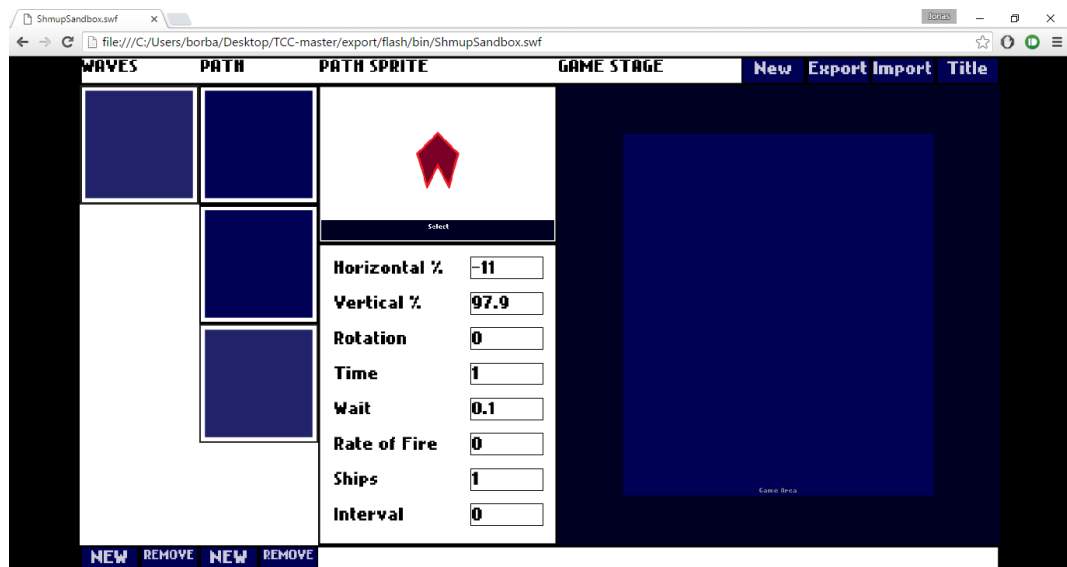 ShmupSandbox.swf
Jonas
file:///C:/Users/borba/Desktop/TCC-master/export/flash/bin/ShmupSandbox.swf
WAVES PATH PATH SPRITE GAME STAGE New Export Import Title
Select
Horizontal % -11
Vertical % 97.9
Rotation 0
Time 1
Wait 0.1
Rate of Fire 0
Ships 1
Interval 0
Game Area
NEW REMOVE NEW REMOVE